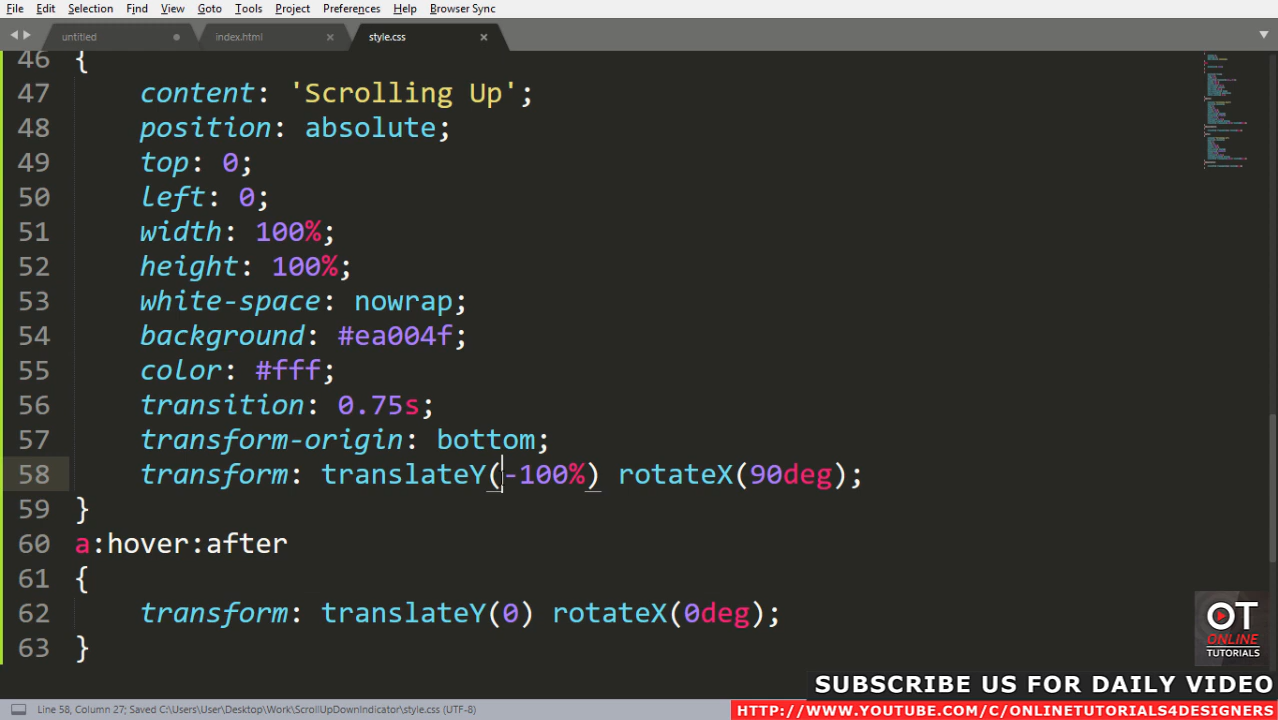 File Edit Selection Find View Goto Tools Project Preferences Help Browser Sync
untitled index.html style.css
46 {
47 content: 'Scrolling Up';
48 position: absolute;
49 top: 0;
50 left: 0;
51 width: 100%;
52 height: 100%;
53 white-space: nowrap;
54 background: #ea004f;
55 color: #fff;
56 transition: 0.75s;
57 transform-origin: bottom;
58 transform: translateY(-100%) rotateX(90deg);
59 }
60 a:hover:after
61 {
62 transform: translateY(0) rotateX(0deg);
63 }
OT
ONLINE
TUTORIALS
SUBSCRIBE US FOR DAILY VIDEO
Line 58, Column 27; Saved C:\Users\User\Desktop\Work\ScrollUpDownIndicator\style.css (UTF-8)
HTTP://WWW.YOUTUBE.COM/C/ONLINETUTORIALS4DESIGNERS